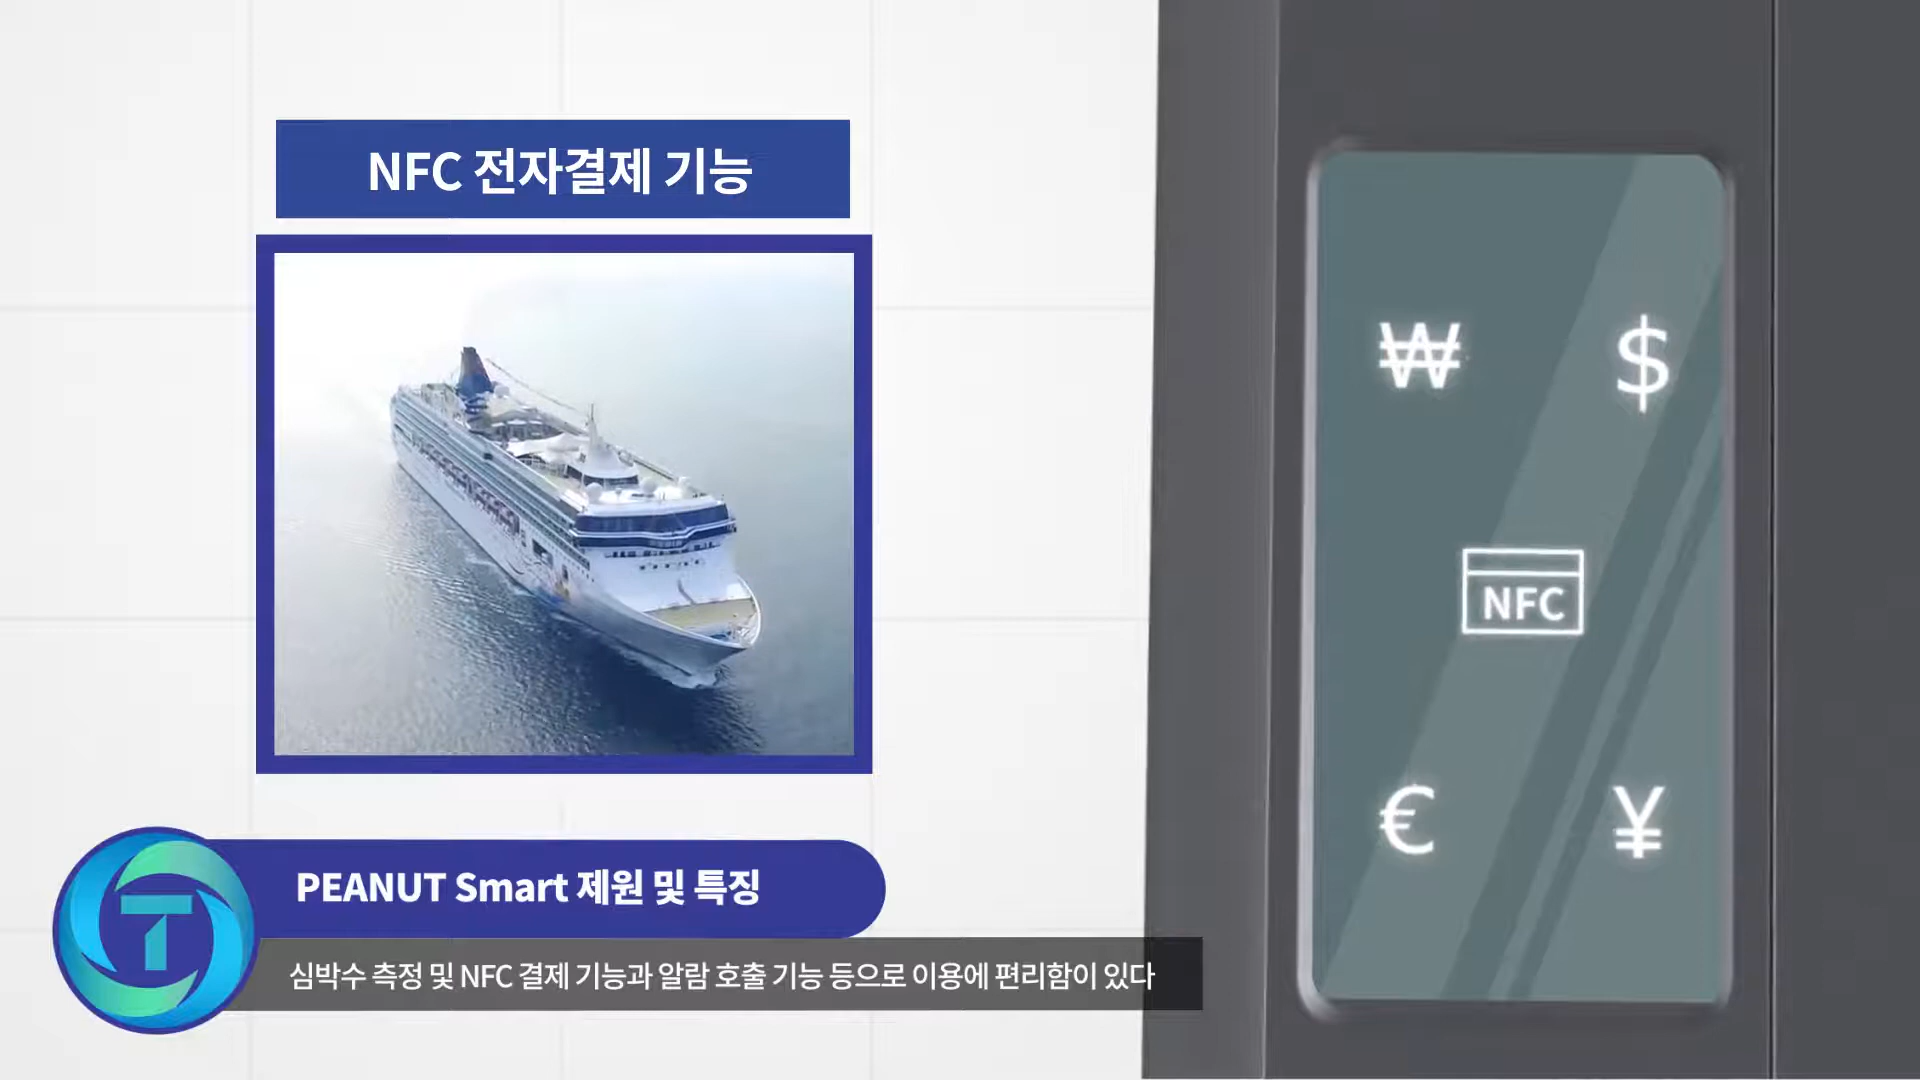 NFC 전자결제 기능
₩
$
NFC
€
¥
PEANUT Smart 제원 및 특징
심박수 측정 및 NFC 결제 기능과 알람 호출 기능 등으로 이용에 편리함이 있다
T